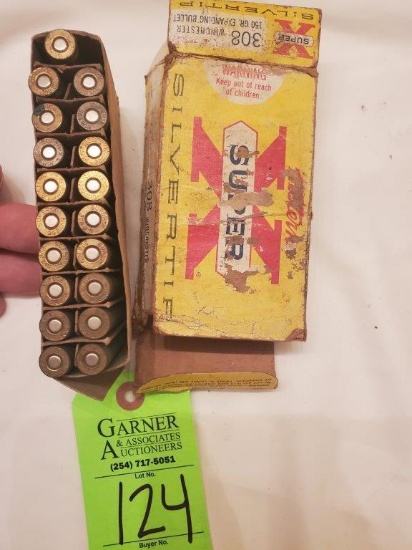 SILVERTIP
150 GR. EXPANDING BULLET
308 WINCHESTER
SUPER
X
WARNING
Keep out of reach
of children.
SILVERTIP
SUPER
X
308
GARNER
& ASSOCIATES
AUCTIONEERS
(254) 717-5051
Lot No.
124
Buyer No.